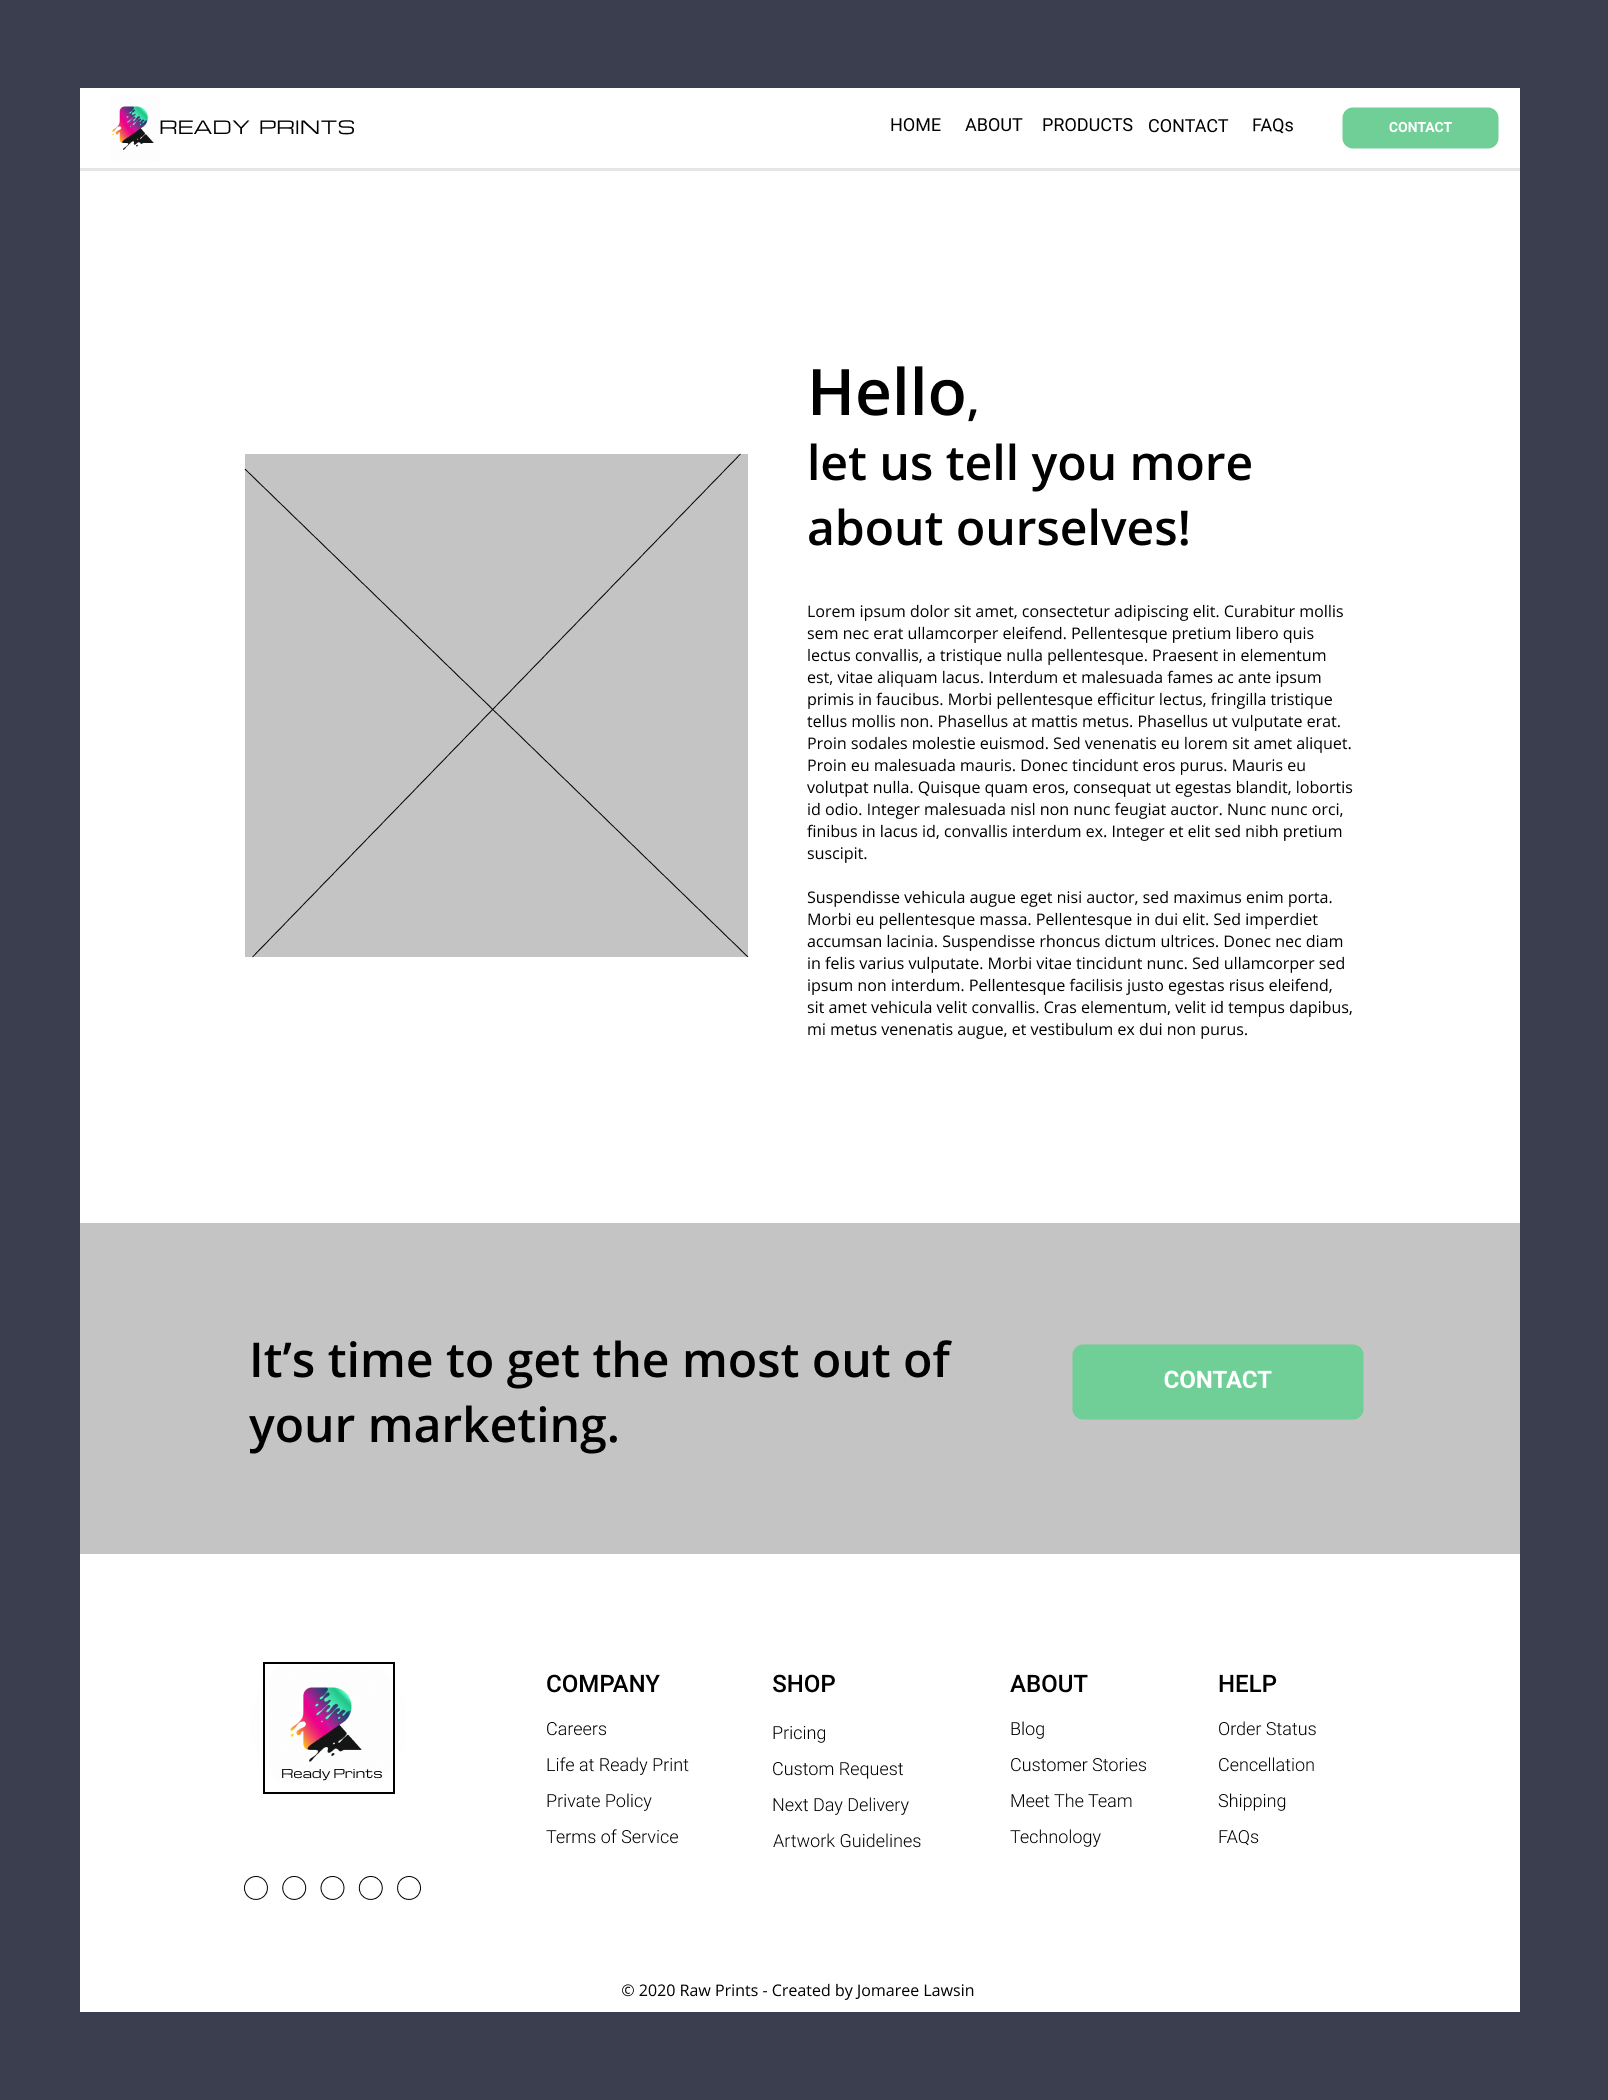 READY PRINTS
HOME ABOUT PRODUCTS CONTACT FAQs CONTACT
Hello,
let us tell you more
about ourselves!
Lorem ipsum dolor sit amet, consectetur adipiscing elit. Curabitur mollis
sem nec erat ullamcorper eleifend. Pellentesque pretium libero quis
lectus convallis, a tristique nulla pellentesque. Praesent in elementum
est, vitae aliquam lacus. Interdum et malesuada fames ac ante ipsum
primis in faucibus. Morbi pellentesque efficitur lectus, fringilla tristique
tellus mollis non. Phasellus at mattis metus. Phasellus ut vulputate erat.
Proin sodales molestie euismod. Sed venenatis eu lorem sit amet aliquet.
Proin eu malesuada mauris. Donec tincidunt eros purus. Mauris eu
volutpat nulla. Quisque quam eros, consequat ut egestas blandit, lobortis
id odio. Integer malesuada nisl non nunc feugiat auctor. Nunc nunc orci,
finibus in lacus id, convallis interdum ex. Integer et elit sed nibh pretium
suscipit.
Suspendisse vehicula augue eget nisi auctor, sed maximus enim porta.
Morbi eu pellentesque massa. Pellentesque in dui elit. Sed imperdiet
accumsan lacinia. Suspendisse rhoncus dictum ultrices. Donec nec diam
in felis varius vulputate. Morbi vitae tincidunt nunc. Sed ullamcorper sed
ipsum non interdum. Pellentesque facilisis justo egestas risus eleifend,
sit amet vehicula velit convallis. Cras elementum, velit id tempus dapibus,
mi metus venenatis augue, et vestibulum ex dui non purus.
It’s time to get the most out of
your marketing.
CONTACT
Ready Prints
COMPANY
Careers
Life at Ready Print
Private Policy
Terms of Service
SHOP
Pricing
Custom Request
Next Day Delivery
Artwork Guidelines
ABOUT
Blog
Customer Stories
Meet The Team
Technology
HELP
Order Status
Cencellation
Shipping
FAQs
© 2020 Raw Prints - Created by Jomaree Lawsin